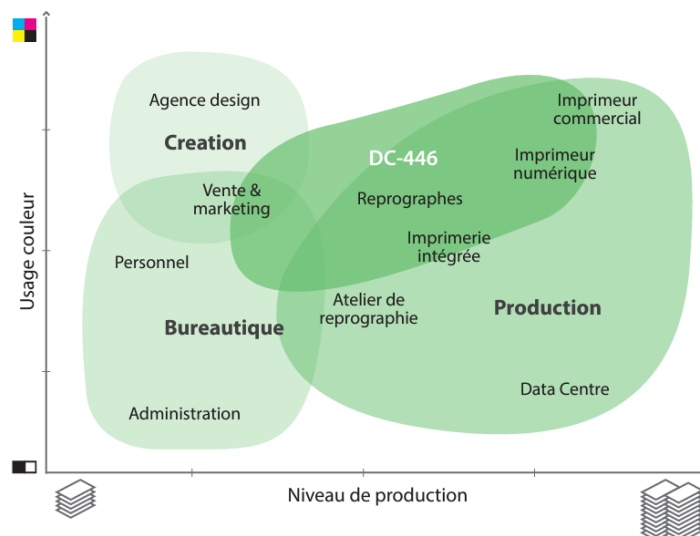 Agence design
Creation
Vente &
marketing
Personnel
Bureautique
Administration
DC-446
Reprographes
Imprimerie
intégrée
Atelier de
reprographie
Imprimeur
commercial
Imprimeur
numérique
Production
Data Centre
Usage couleur
Niveau de production